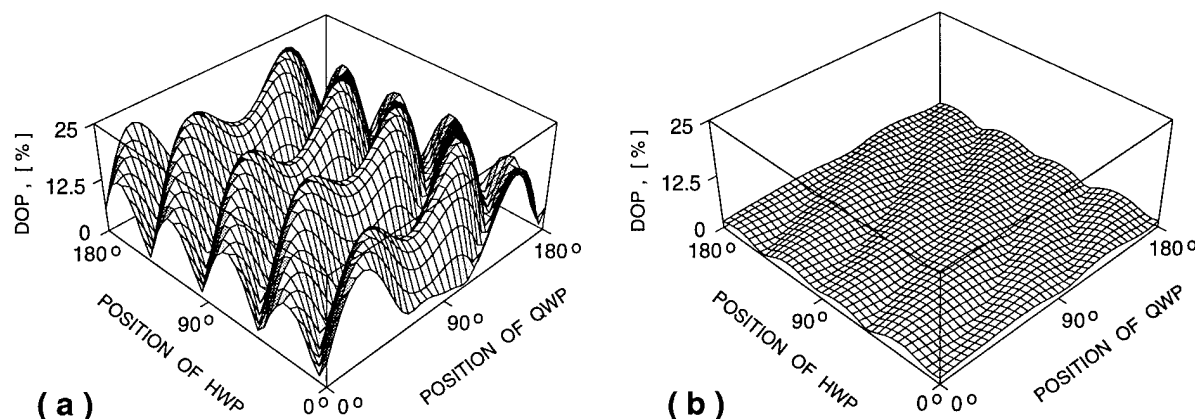 25
12.5
0
DOP, [%]
180°
90°
0°
POSITION OF HWP
0°
90°
180°
POSITION OF QWP
(a)
25
12.5
0
DOP, [%]
180°
90°
0°
POSITION OF HWP
0°
90°
180°
POSITION OF QWP
(b)